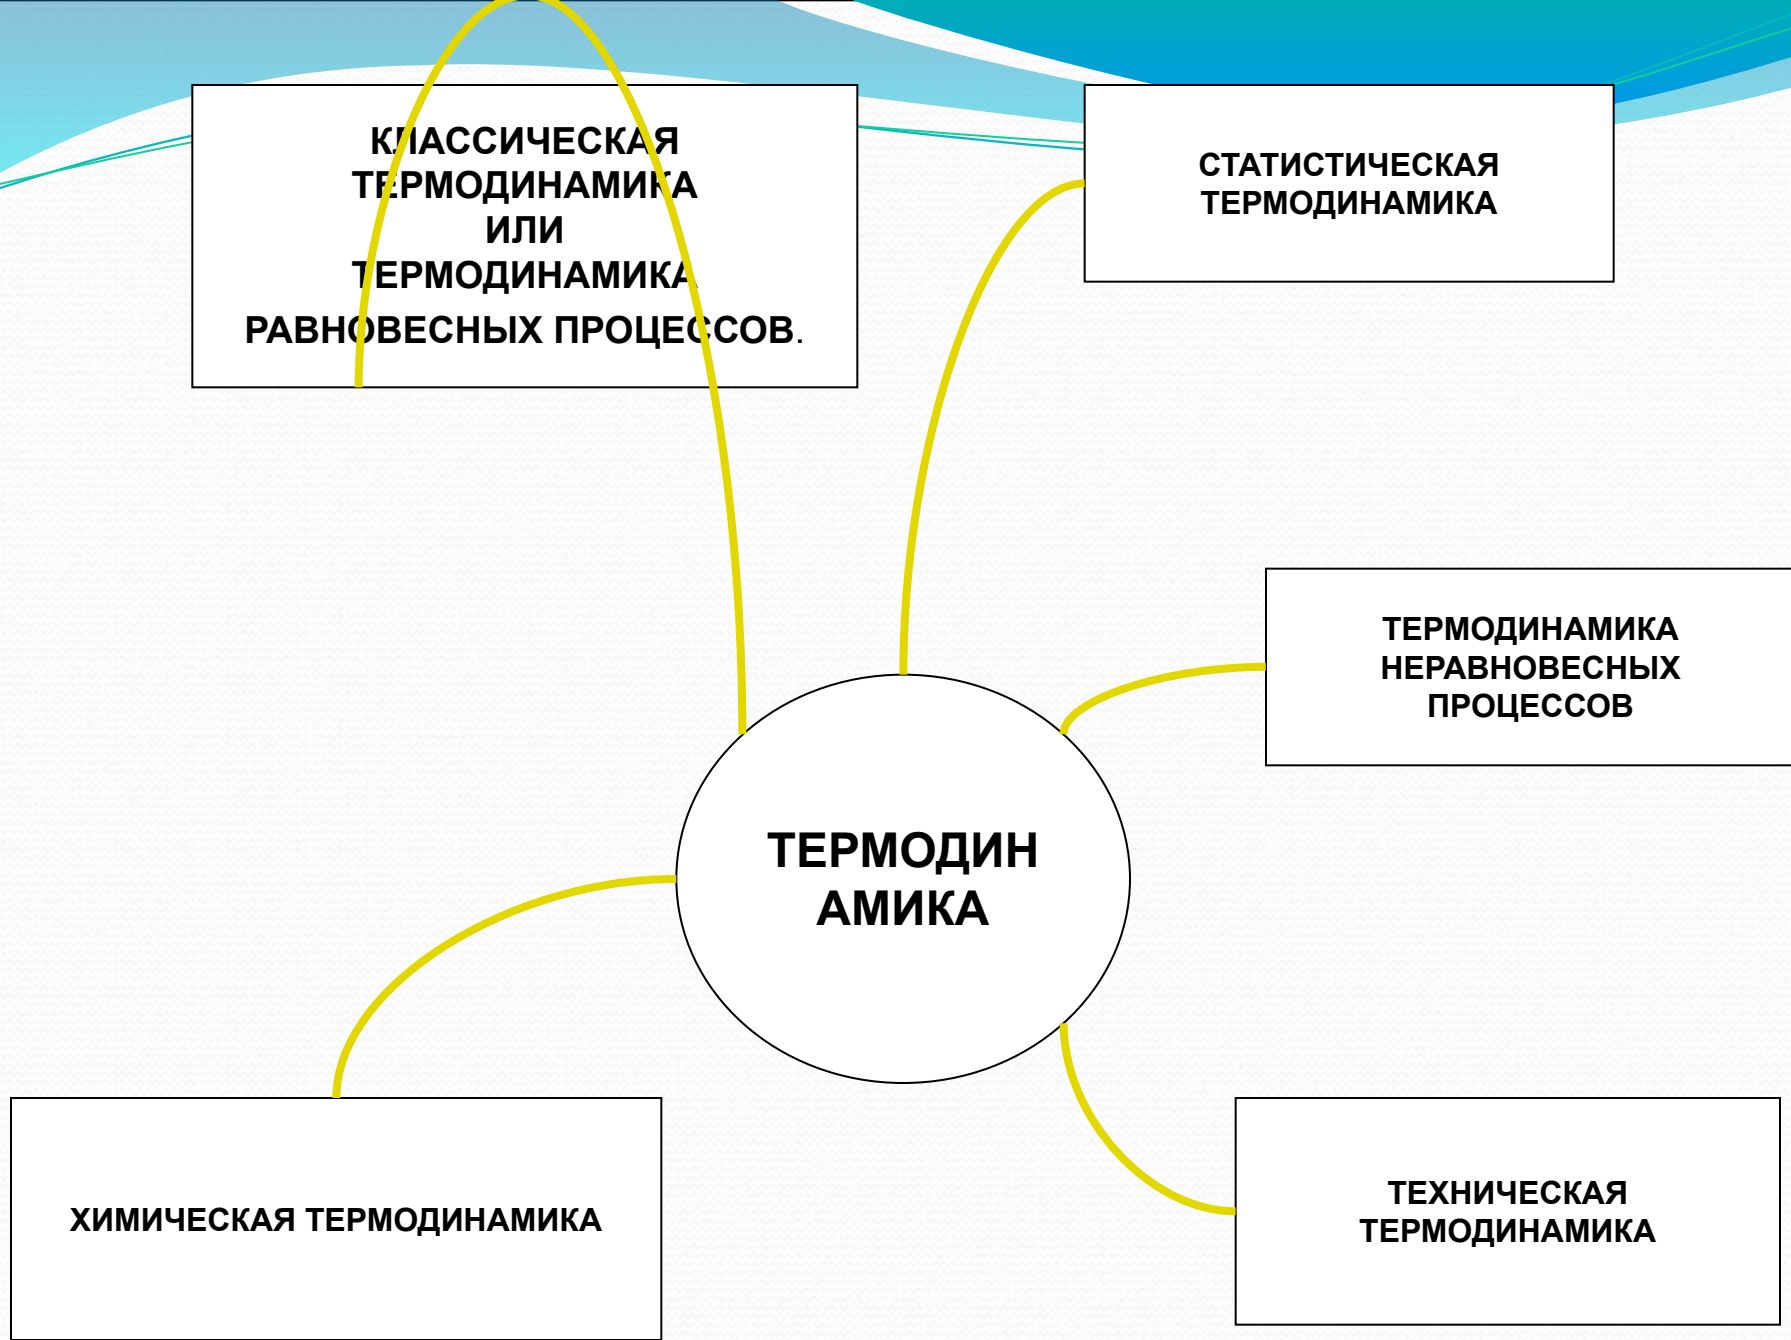 КЛАССИЧЕСКАЯ
ТЕРМОДИНАМИКА
ИЛИ
ТЕРМОДИНАМИКА
РАВНОВЕСНЫХ ПРОЦЕССОВ.
СТАТИСТИЧЕСКАЯ
ТЕРМОДИНАМИКА
ТЕРМОДИНАМИКА
НЕРАВНОВЕСНЫХ
ПРОЦЕССОВ
ТЕРМОДИН
АМИКА
ХИМИЧЕСКАЯ ТЕРМОДИНАМИКА
ТЕХНИЧЕСКАЯ
ТЕРМОДИНАМИКА